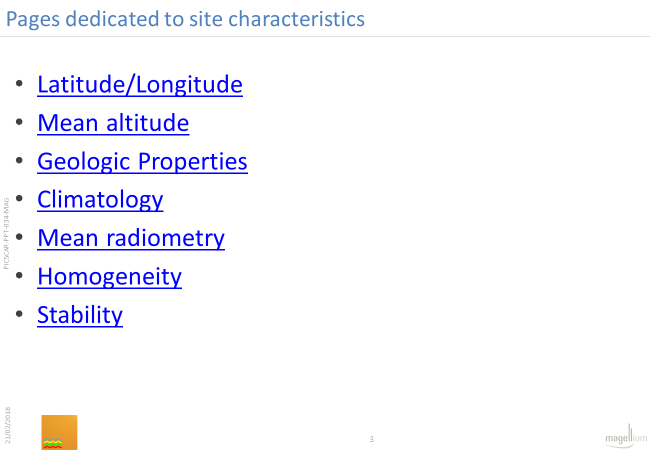 Pages dedicated to site characteristics
• Latitude/Longitude
• Mean altitude
• Geologic Properties
• Climatology
• Mean radiometry
• Homogeneity
• Stability
PICSCAR-PPT-034-MAG
21/02/2018
3
magellium